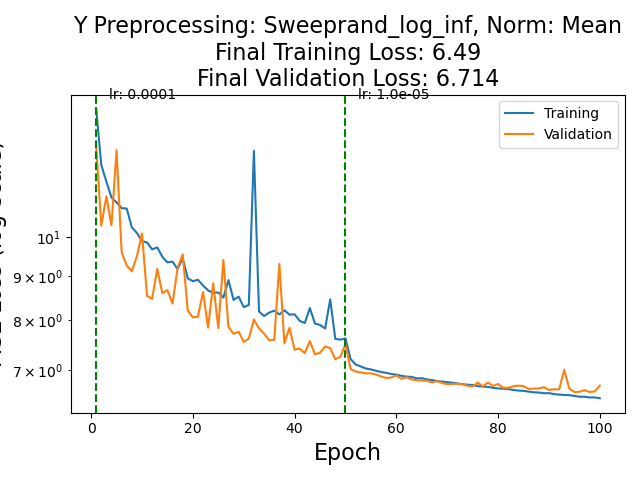 Y Preprocessing: Sweeprand_log_inf, Norm: Mean
Final Training Loss: 6.49
Final Validation Loss: 6.714
lr: 0.0001
lr: 1.0e-05
Training
Validation
10¹
9 × 10⁰
8 × 10⁰
7 × 10⁰
0
20
40
60
80
100
Epoch